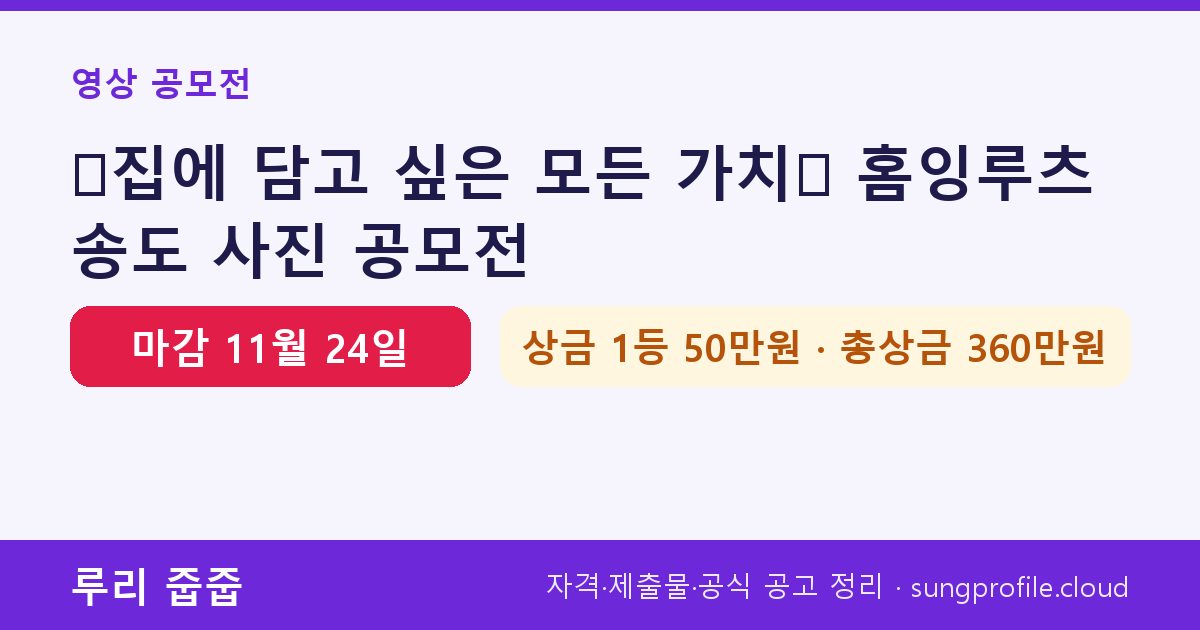 영상 공모전
▯집에 담고 싶은 모든 가치▯ 홈잉루츠
송도 사진 공모전
마감 11월 24일
상금 1등 50만원 · 총상금 360만원
루리 줍줍
자격·제출물·공식 공고 정리 · sungprofile.cloud